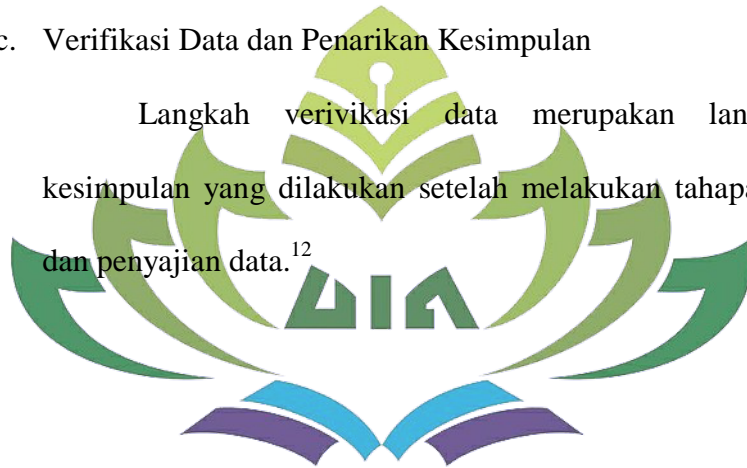 c. Verifikasi Data dan Penarikan Kesimpulan
Langkah verivikasi data merupakan lan
kesimpulan yang dilakukan setelah melakukan tahapa
dan penyajian data.12
UIN